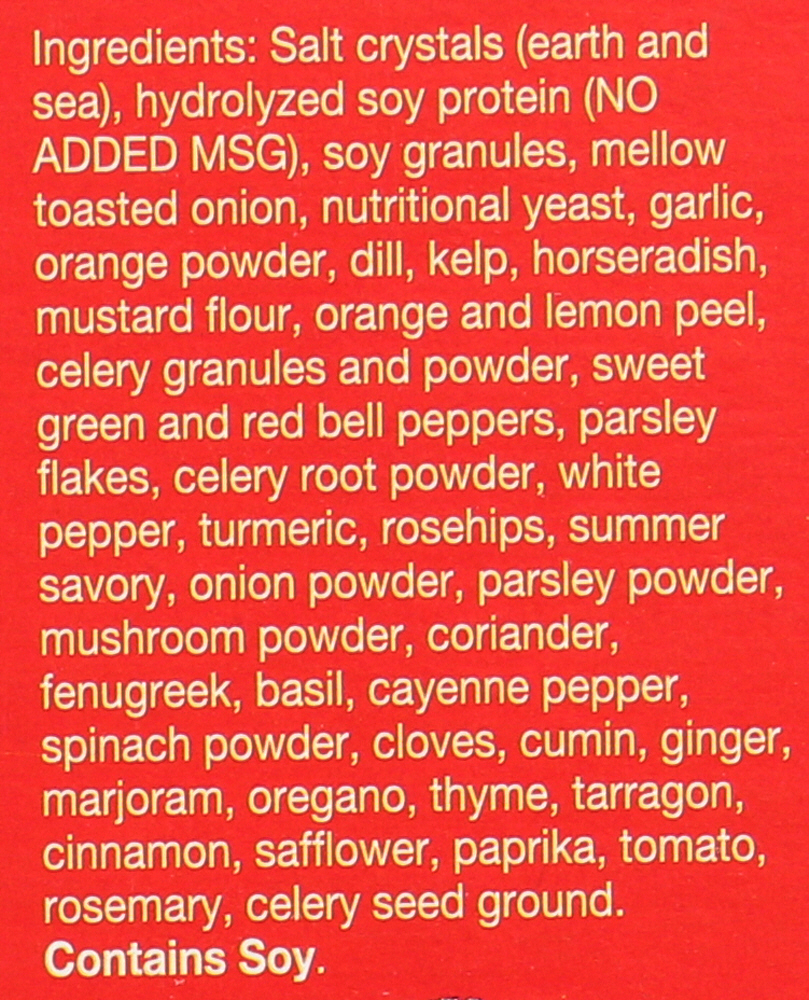 Ingredients: Salt crystals (earth and
sea), hydrolyzed soy protein (NO
ADDED MSG), soy granules, mellow
toasted onion, nutritional yeast, garlic,
orange powder, dill, kelp, horseradish,
mustard flour, orange and lemon peel,
celery granules and powder, sweet
green and red bell peppers, parsley
flakes, celery root powder, white
pepper, turmeric, rosehips, summer
savory, onion powder, parsley powder,
mushroom powder, coriander,
fenugreek, basil, cayenne pepper,
spinach powder, cloves, cumin, ginger,
marjoram, oregano, thyme, tarragon,
cinnamon, safflower, paprika, tomato,
rosemary, celery seed ground.
Contains Soy.